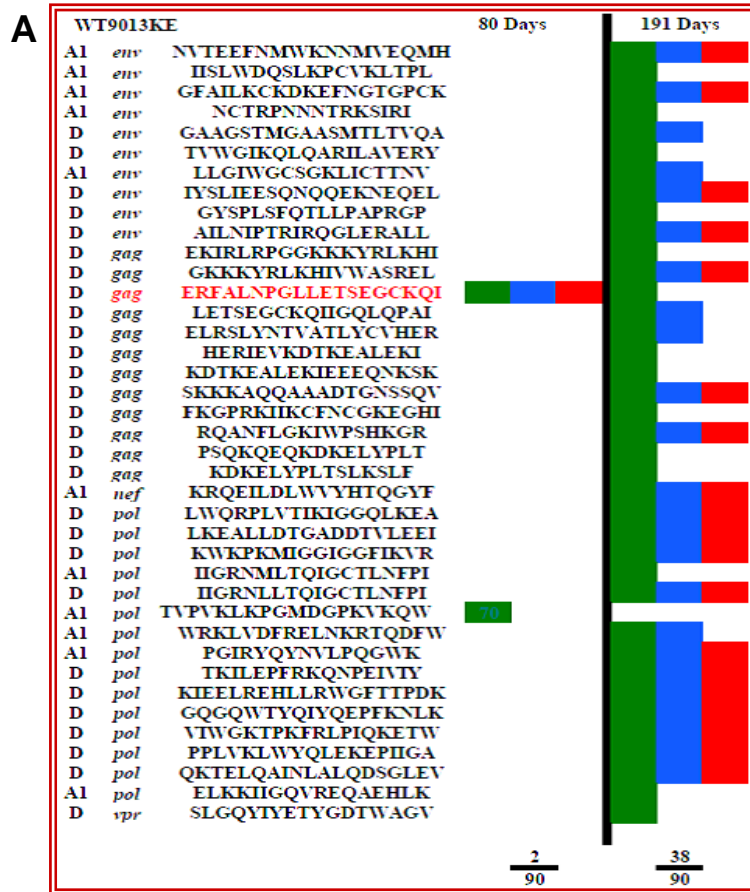 A
WT9013KE 80 Days 191 Days
A1 env NVTEEFNMWKNNMVEQMH
A1 env IISLWDQSLKPCVKLTPL
A1 env GFAILKCKDKEFNGTGPCK
A1 env NCTRPNNNTRKSIRI
D env GAAGSTMGAASMTLTVQA
D env TVWGIKQLQARILAVERY
A1 env LLGIWGCSGKLICTTNV
D env IYSLIEESQNQQEKNEQEL
D env GYSPLSFQTLLPAPRGP
D env AILNIPTRIRQGLERALL
D gag EKIRLRPGGKKKYRLKHI
D gag GKKKYRLKHIVWASREL
D gag ERFALNPGLLETSEGCKQI
D gag LETSEGCKQIIGQLQPAI
D gag ELRSLYNTVATLYCVHER
D gag HERIEVKDTKEALEKI
D gag KDTKEALEKIEEEQNKSK
D gag SKKKAQQAAADTGNSSQV
D gag FKGPRKIIKCFNCGKEGHI
D gag RQANFLGKIWPSHKGR
D gag PSQKQEQKDKELYPLT
D gag KDKELYPLTSLKSLF
A1 nef KRQEILDLWVYHTQGYF
D pol LWQRPLVTIKIGGQLKEA
D pol LKEALLDTGADDTVLEEI
D pol KWKPKMIGGIGGFIKVR
A1 pol IIGRNMLTQIGCTLNFPI
D pol IIGRNLLTQIGCTLNFPI
A1 pol TVPVKLKPGMDGPKVKQW 70
A1 pol WRKLVDFRELNKRTQDFW
A1 pol PGIRYQYNVLPQGWK
D pol TKILEPFRKQNPEIVIY
D pol KIEELREHLLRWGFTTPDK
D pol GQGQWTYQIYQEPFKNLK
D pol VIWGKTPKFRLPIQKETW
D pol PPLVKLWYQLEKEPIIGA
D pol QKTELQAINLALQDSGLEV
A1 pol ELKKIIGQVREQAEHLK
D vpr SLGQYIYETYGDTWAGV
2 38
90 90